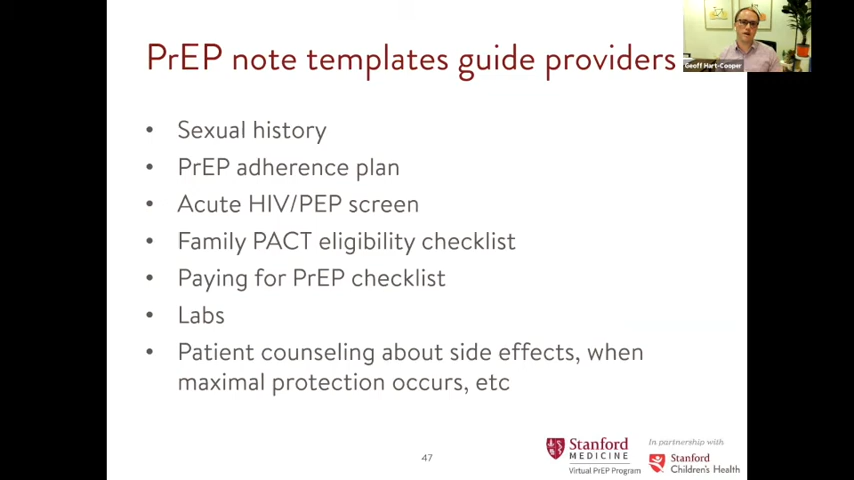 PrEP note templates guide providers
Geoff Hart-Cooper
• Sexual history
• PrEP adherence plan
• Acute HIV/PEP screen
• Family PACT eligibility checklist
• Paying for PrEP checklist
• Labs
• Patient counseling about side effects, when
maximal protection occurs, etc
47
Stanford
MEDICINE
Virtual PrEP Program
In partnership with
Stanford
Children's Health